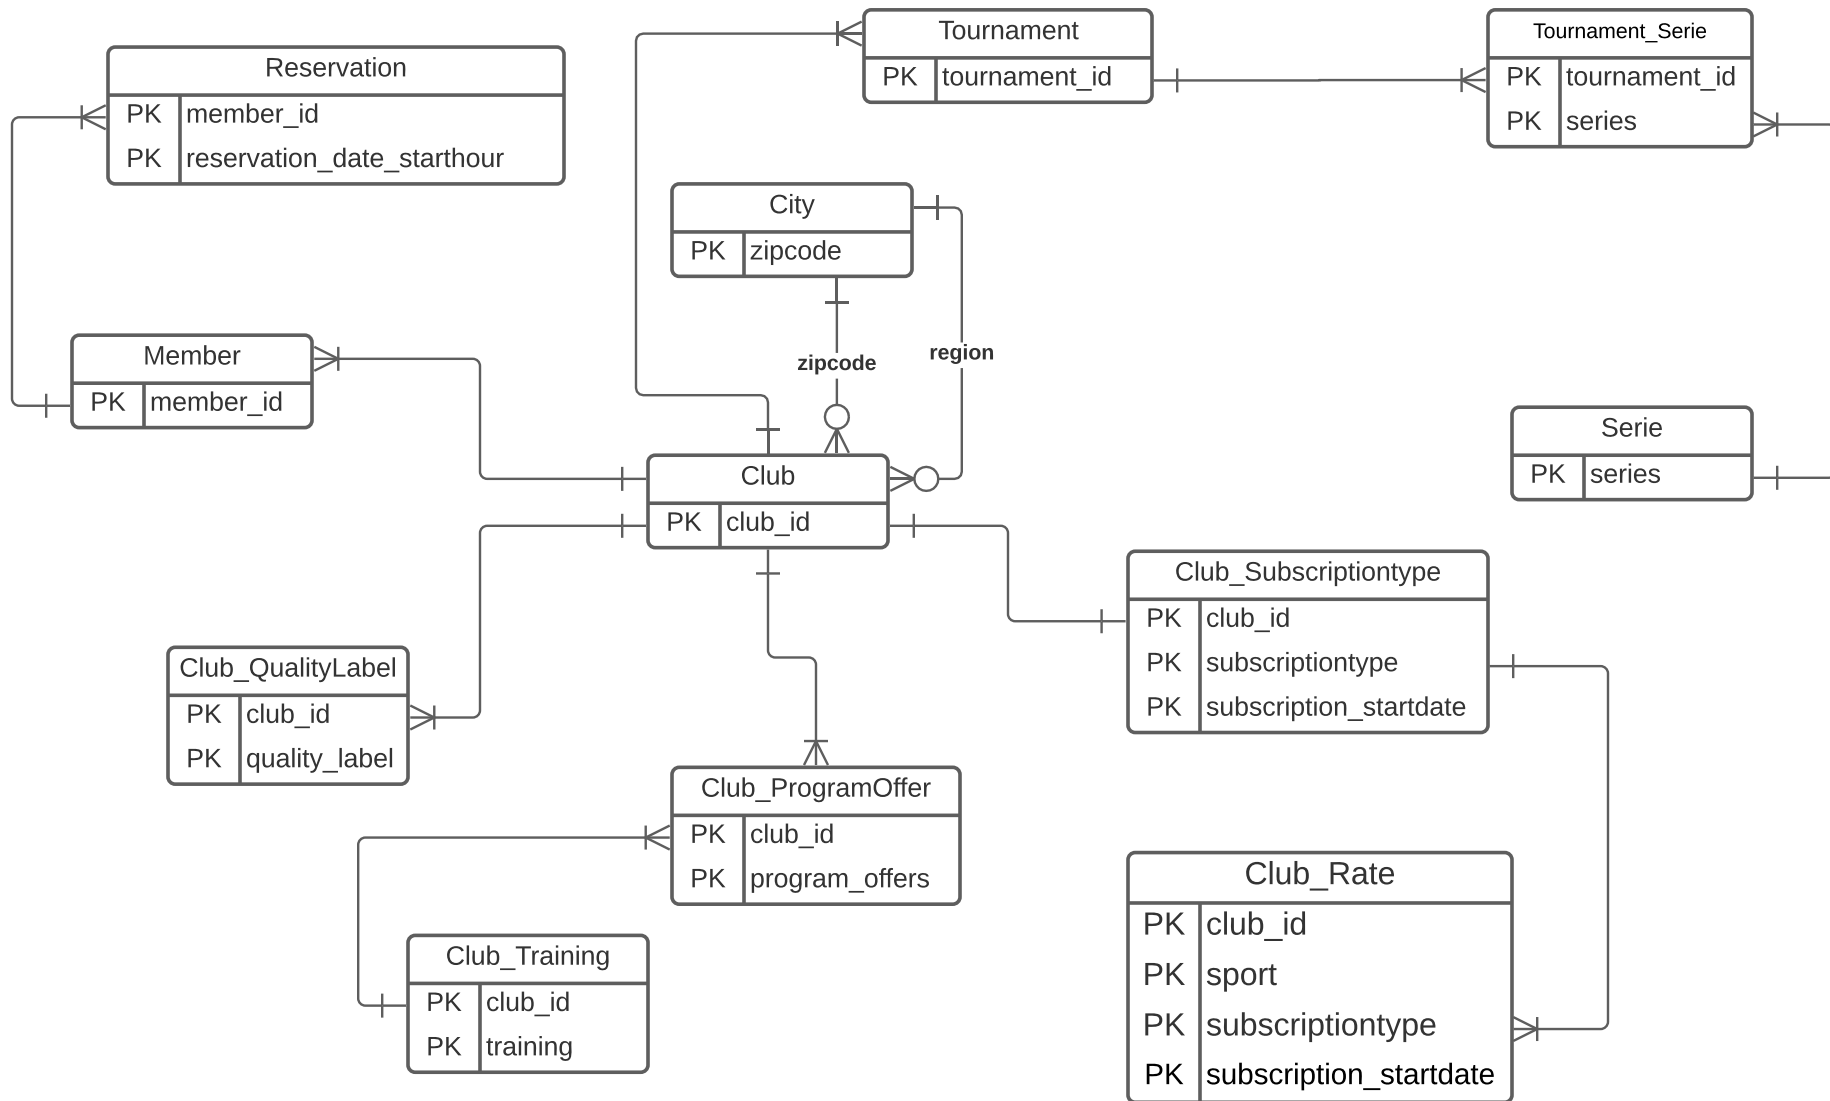 Tournament
PK tournament_id
Tournament_Serie
PK tournament_id
PK series
Reservation
PK member_id
PK reservation_date_starthour
City
PK zipcode
zipcode
region
Member
PK member_id
Serie
PK series
Club
PK club_id
Club_Subscriptiontype
PK club_id
PK subscriptiontype
PK subscription_startdate
Club_QualityLabel
PK club_id
PK quality_label
Club_ProgramOffer
PK club_id
PK program_offers
Club_Rate
PK club_id
PK sport
PK subscriptiontype
PK subscription_startdate
Club_Training
PK club_id
PK training